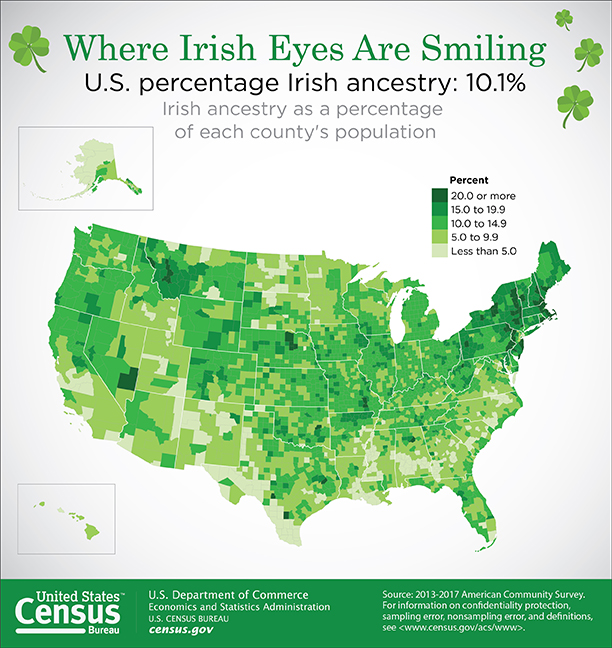 Where Irish Eyes Are Smiling
U.S. percentage Irish ancestry: 10.1%
Irish ancestry as a percentage
of each county's population
Percent
20.0 or more
15.0 to 19.9
10.0 to 14.9
5.0 to 9.9
Less than 5.0
United States™
Census
Bureau
U.S. Department of Commerce
Economics and Statistics Administration
U.S. CENSUS BUREAU
census.gov
Source: 2013-2017 American Community Survey.
For information on confidentiality protection,
sampling error, nonsampling error, and definitions,
see <www.census.gov/acs/www>.